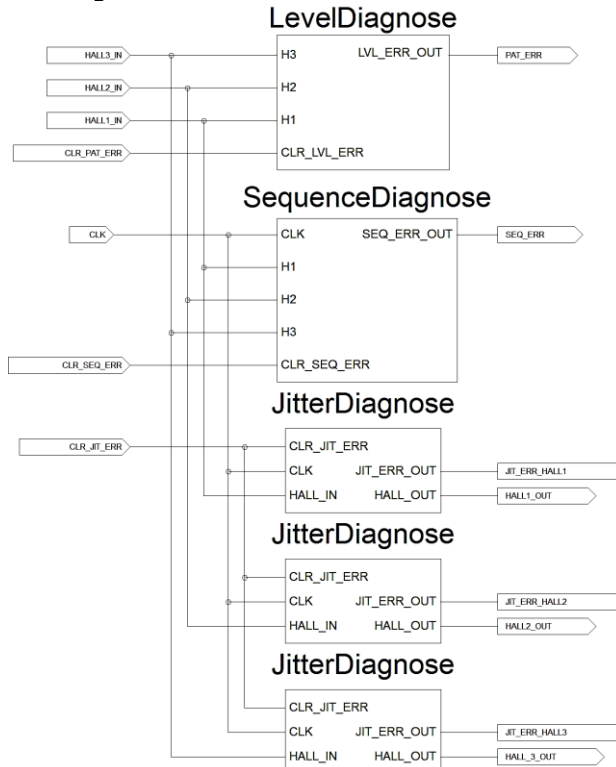 LevelDiagnose
HALL3_IN H3 LVL_ERR_OUT PAT_ERR
HALL2_IN H2
HALL1_IN H1
CLR_PAT_ERR CLR_LVL_ERR
SequenceDiagnose
CLK CLK SEQ_ERR_OUT SEQ_ERR
H1
H2
H3
CLR_SEQ_ERR CLR_SEQ_ERR
JitterDiagnose
CLR_JIT_ERR CLR_JIT_ERR
CLK JIT_ERR_OUT JIT_ERR_HALL1
HALL_IN HALL_OUT HALL1_OUT
JitterDiagnose
CLR_JIT_ERR
CLK JIT_ERR_OUT JIT_ERR_HALL2
HALL_IN HALL_OUT HALL2_OUT
JitterDiagnose
CLR_JIT_ERR
CLK JIT_ERR_OUT JIT_ERR_HALL3
HALL_IN HALL_OUT HALL_3_OUT